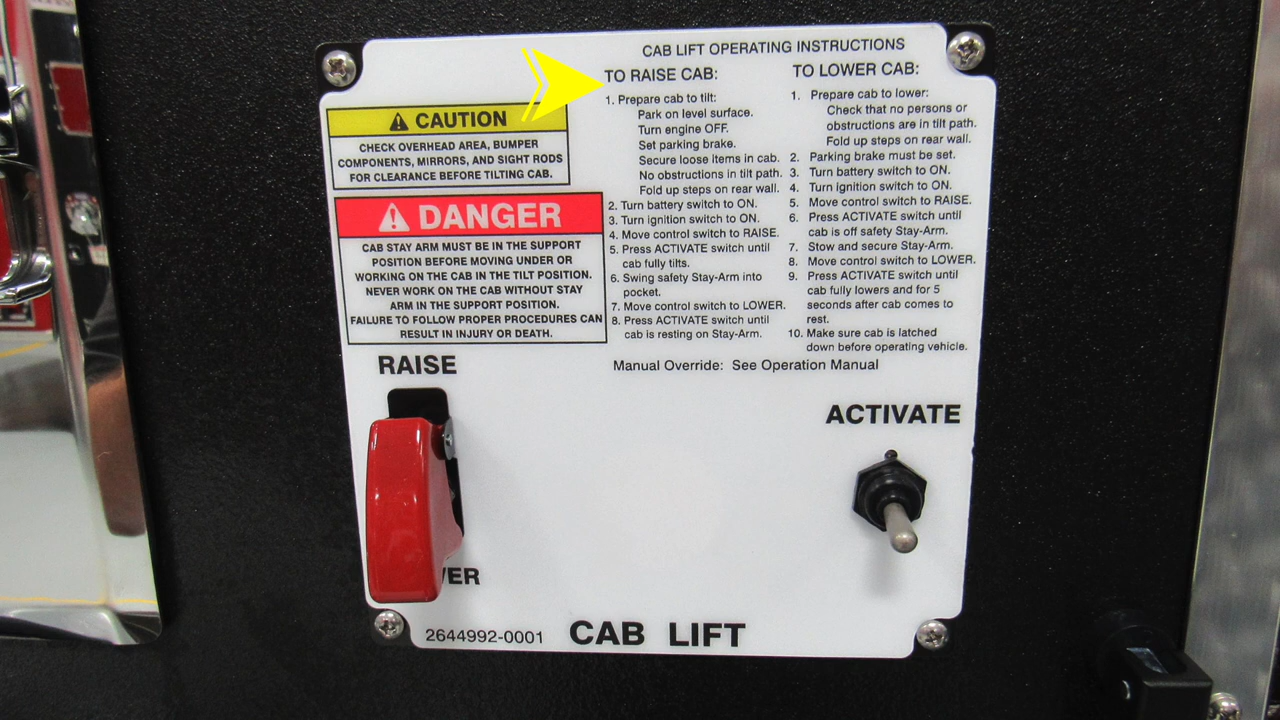 CAB LIFT OPERATING INSTRUCTIONS
CAUTION
CHECK OVERHEAD AREA, BUMPER
COMPONENTS, MIRRORS, AND SIGHT RODS
FOR CLEARANCE BEFORE TILTING CAB.
DANGER
CAB STAY ARM MUST BE IN THE SUPPORT
POSITION BEFORE MOVING UNDER OR
WORKING ON THE CAB IN THE TILT POSITION.
NEVER WORK ON THE CAB WITHOUT STAY
ARM IN THE SUPPORT POSITION.
FAILURE TO FOLLOW PROPER PROCEDURES CAN
RESULT IN INJURY OR DEATH.
TO RAISE CAB:
1. Prepare cab to tilt:
Park on level surface.
Turn engine OFF.
Set parking brake.
Secure loose items in cab.
No obstructions in tilt path.
Fold up steps on rear wall.
2. Turn battery switch to ON.
3. Turn ignition switch to ON.
4. Move control switch to RAISE.
5. Press ACTIVATE switch until
cab fully tilts.
6. Swing safety Stay-Arm into
pocket.
7. Move control switch to LOWER.
8. Press ACTIVATE switch until
cab is resting on Stay-Arm.
TO LOWER CAB:
1. Prepare cab to lower:
Check that no persons or
obstructions are in tilt path.
Fold up steps on rear wall.
2. Parking brake must be set.
3. Turn battery switch to ON.
4. Turn ignition switch to ON.
5. Move control switch to RAISE.
6. Press ACTIVATE switch until
cab is off safety Stay-Arm.
7. Stow and secure Stay-Arm.
8. Move control switch to LOWER.
9. Press ACTIVATE switch until
cab fully lowers and for 5
seconds after cab comes to
rest.
10. Make sure cab is latched
down before operating vehicle.
Manual Override: See Operation Manual
RAISE
ACTIVATE
VER
2644992-0001
CAB LIFT